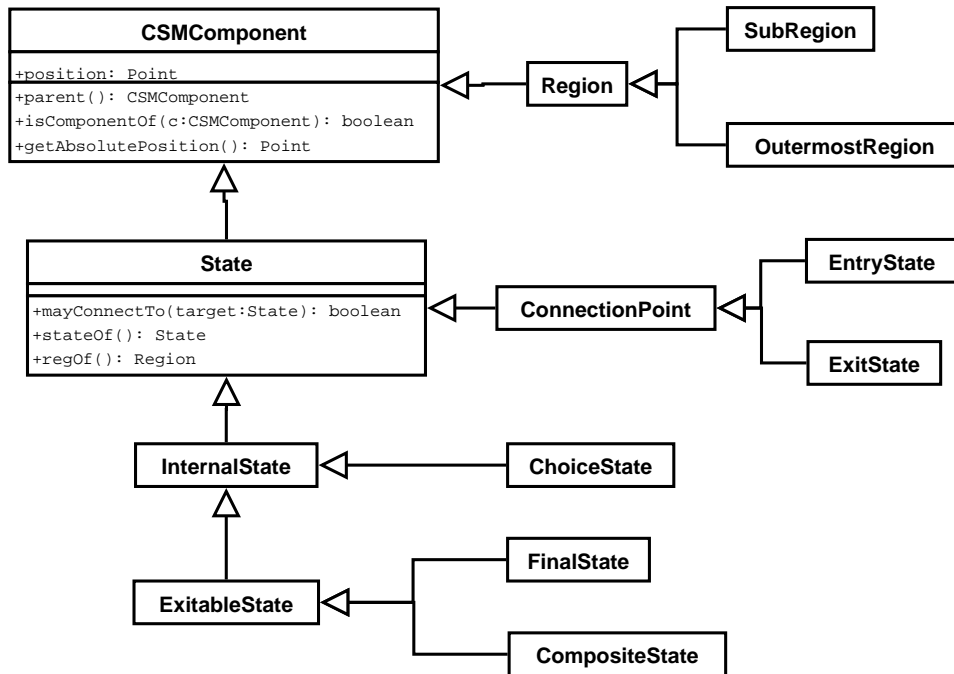 CSMComponent
+position: Point
+parent(): CSMComponent
+isComponentOf(c:CSMComponent): boolean
+getAbsolutePosition(): Point
Region
SubRegion
OutermostRegion
State
+mayConnectTo(target:State): boolean
+stateOf(): State
+regOf(): Region
ConnectionPoint
EntryState
ExitState
InternalState
ChoiceState
ExitableState
FinalState
CompositeState